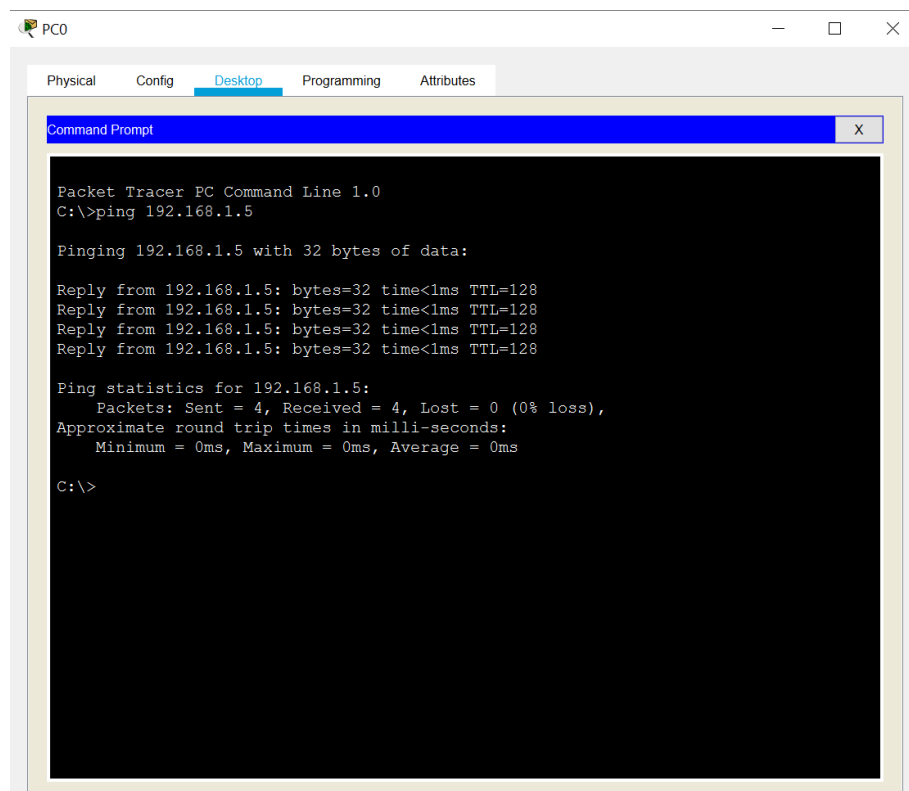 PC0
Physical Config Desktop Programming Attributes
Command Prompt X
Packet Tracer PC Command Line 1.0
C:\>ping 192.168.1.5
Pinging 192.168.1.5 with 32 bytes of data:
Reply from 192.168.1.5: bytes=32 time<1ms TTL=128
Reply from 192.168.1.5: bytes=32 time<1ms TTL=128
Reply from 192.168.1.5: bytes=32 time<1ms TTL=128
Reply from 192.168.1.5: bytes=32 time<1ms TTL=128
Ping statistics for 192.168.1.5:
Packets: Sent = 4, Received = 4, Lost = 0 (0% loss),
Approximate round trip times in milli-seconds:
Minimum = 0ms, Maximum = 0ms, Average = 0ms
C:\>